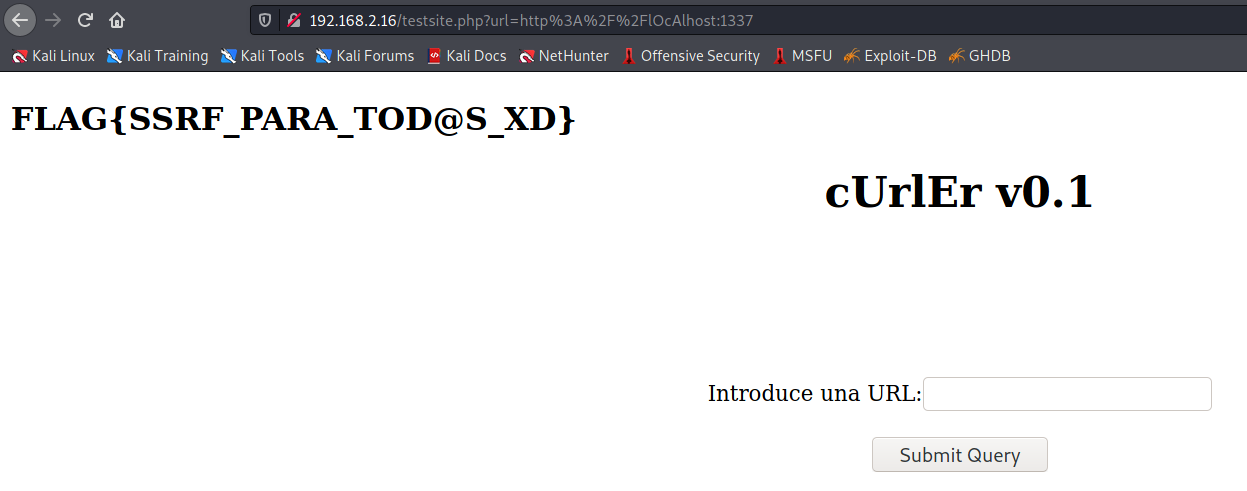 192.168.2.16/testsite.php?url=http%3A%2F%2FlOcAlhost:1337
Kali Linux Kali Training Kali Tools Kali Forums Kali Docs NetHunter Offensive Security MSFU Exploit-DB GHDB
FLAG{SSRF_PARA_TOD@S_XD}
cUrlEr v0.1
Introduce una URL:
Submit Query